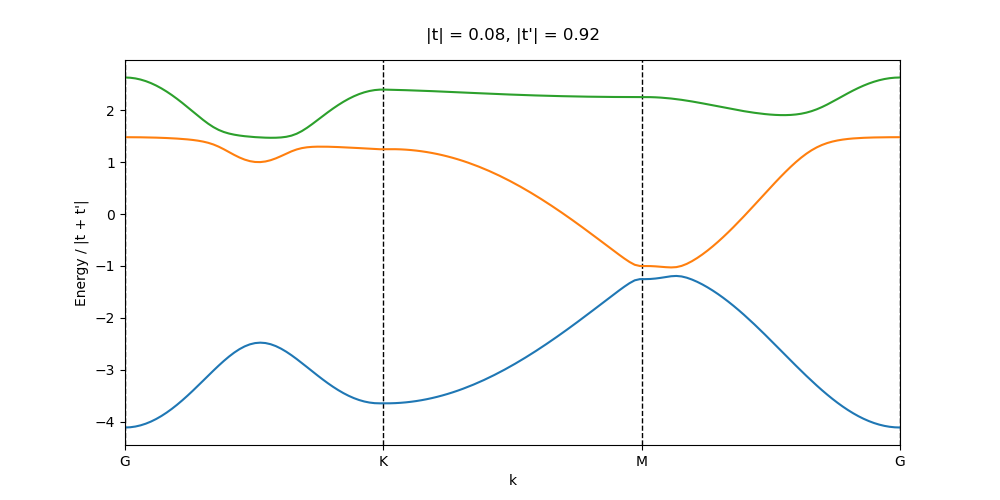 |t| = 0.08, |t'| = 0.92
Energy / |t + t'|
2
1
0
−1
−2
−3
−4
G
K
M
G
k